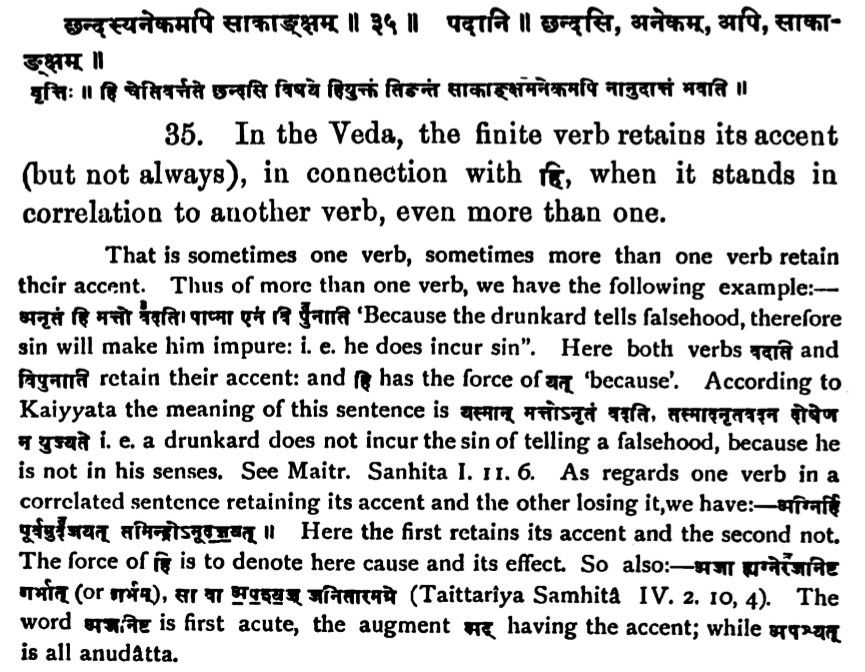 छन्दस्यनेकमपि साकाङ्क्षम् ॥ ३५ ॥ पदानि ॥ छन्दसि, अनेकम्, अपि, साका-
ङ्क्षम् ॥
वृत्तिः ॥ हि चेतिवर्त्तते छन्दसि विषये हियुक्तं तिङन्तं साकाङ्क्षमनेकमपि नानुदात्तं भवति ॥
35. In the Veda, the finite verb retains its accent
(but not always), in connection with हि, when it stands in
correlation to another verb, even more than one.
That is sometimes one verb, sometimes more than one verb retain
their accent. Thus of more than one verb, we have the following example:—
अनृतं हि मत्तो वदति। पाप्मा एनं वि पुनाति 'Because the drunkard tells falsehood, therefore
sin will make him impure: i. e. he does incur sin". Here both verbs वदाति and
विपुनाति retain their accent: and हि has the force of यत् 'because'. According to
Kaiyyata the meaning of this sentence is यस्मान् मत्तोऽनृतं वदति, तस्मादनृतवदन दोषेण
न युज्यते i. e. a drunkard does not incur the sin of telling a falsehood, because he
is not in his senses. See Maitr. Sanhita I. 11. 6. As regards one verb in a
correlated sentence retaining its accent and the other losing it,we have:—अग्निर्हि
पूर्वमुदजयत् तमिन्द्रोऽनूदजयत् ॥ Here the first retains its accent and the second not.
The force of हि is to denote here cause and its effect. So also:—अजा ह्यग्नेरजनिष्ट
गर्भात् (or गर्भम्), सा वा अपश्यज् जनितारमग्रे (Taittariya Samhitâ IV. 2. 10, 4). The
word अजनिष्ट is first acute, the augment अद् having the accent; while अपश्यत्
is all anudâtta.